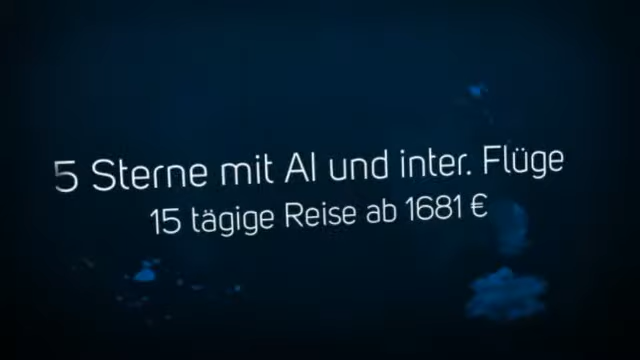 5 Sterne mit AI und inter. Flüge
15 tägige Reise ab 1681 €